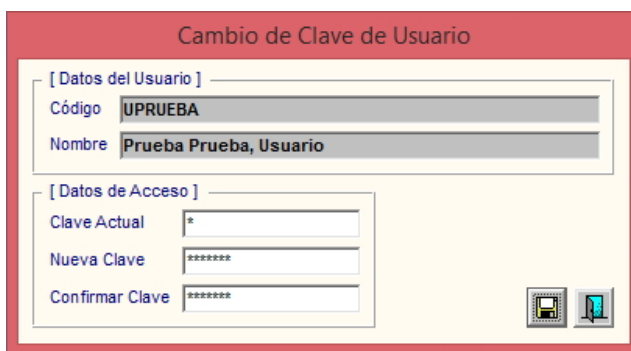 Cambio de Clave de Usuario
[ Datos del Usuario ]
Código UPRUEBA
Nombre Prueba Prueba, Usuario
[ Datos de Acceso ]
Clave Actual *
Nueva Clave *******
Confirmar Clave *******